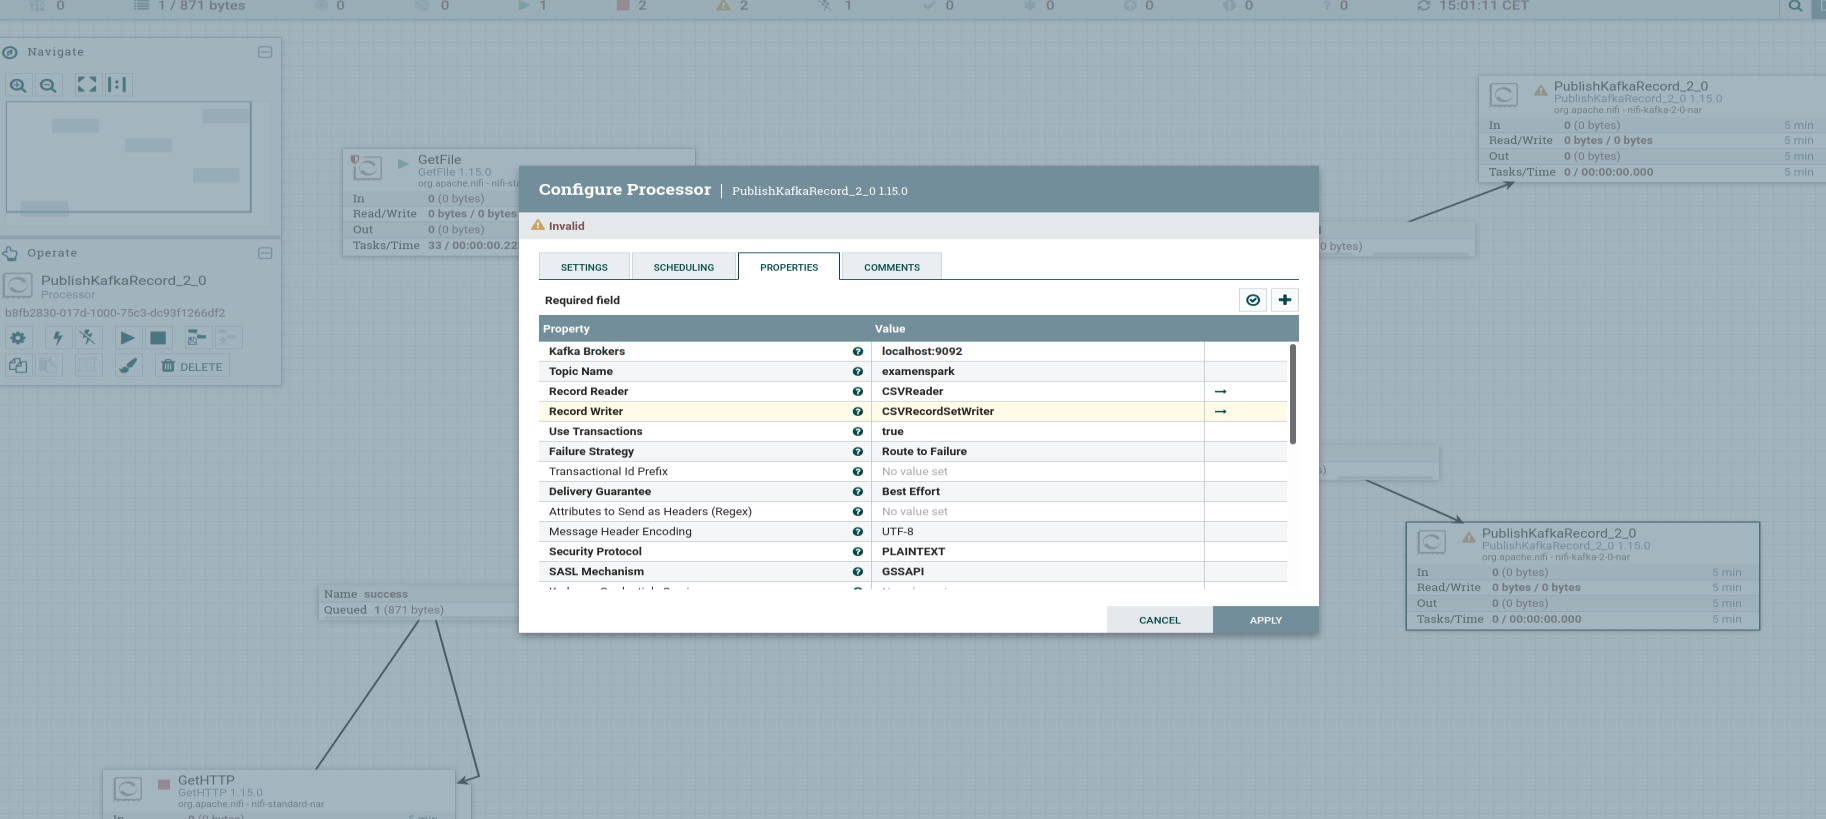 0 1 / 871 bytes 0 0 1 2 2 1 0 0 0 0 0 15:01:11 CET
Navigate
Operate
PublishKafkaRecord_2_0
Processor
b8fb2830-017d-1000-75c3-dc93f1266df2
DELETE
GetFile
GetFile 1.15.0
org.apache.nifi - nifi-sta
In 0 (0 bytes)
Read/Write 0 bytes / 0 bytes
Out 0 (0 bytes)
Tasks/Time 33 / 00:00:00.22
PublishKafkaRecord_2_0
PublishKafkaRecord_2_0 1.15.0
org.apache.nifi - nifi-kafka-2-0-nar
In 0 (0 bytes) 5 min
Read/Write 0 bytes / 0 bytes 5 min
Out 0 (0 bytes) 5 min
Tasks/Time 0 / 00:00:00.000 5 min
0 bytes)
Configure Processor | PublishKafkaRecord_2_0 1.15.0
Invalid
SETTINGS SCHEDULING PROPERTIES COMMENTS
Required field
Property Value
Kafka Brokers localhost:9092
Topic Name examenspark
Record Reader CSVReader
Record Writer CSVRecordSetWriter
Use Transactions true
Failure Strategy Route to Failure
Transactional Id Prefix No value set
Delivery Guarantee Best Effort
Attributes to Send as Headers (Regex) No value set
Message Header Encoding UTF-8
Security Protocol PLAINTEXT
SASL Mechanism GSSAPI
CANCEL APPLY
PublishKafkaRecord_2_0
PublishKafkaRecord_2_0 1.15.0
org.apache.nifi - nifi-kafka-2-0-nar
In 0 (0 bytes) 5 min
Read/Write 0 bytes / 0 bytes 5 min
Out 0 (0 bytes) 5 min
Tasks/Time 0 / 00:00:00.000 5 min
Name success
Queued 1 (871 bytes)
GetHTTP
GetHTTP 1.15.0
org.apache.nifi - nifi-standard-nar
In 0 (0 bytes) 5 min